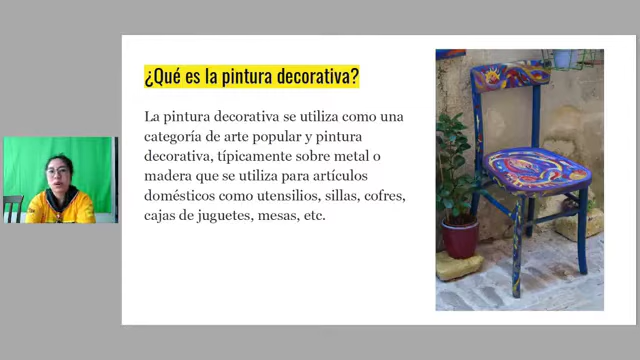 ¿Qué es la pintura decorativa?
La pintura decorativa se utiliza como una
categoría de arte popular y pintura
decorativa, típicamente sobre metal o
madera que se utiliza para artículos
domésticos como utensilios, sillas, cofres,
cajas de juguetes, mesas, etc.